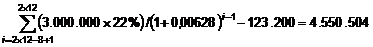 2x12
∑(3.000.000 x 22%)/(1+0,00628)^(i-1) - 123.200 = 4.550.504
i=2x12-8+1